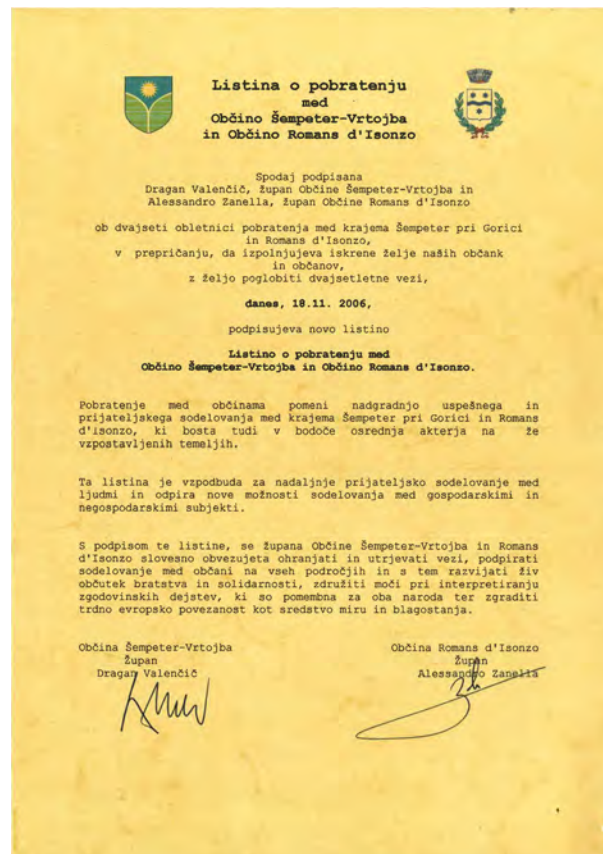 Listina o pobratenju
med
Občino Šempeter-Vrtojba
in Občino Romans d'Isonzo
Spodaj podpisana
Dragan Valenčič, župan Občine Šempeter-Vrtojba in
Alessandro Zanella, župan Občine Romans d'Isonzo
ob dvajseti obletnici pobratenja med krajema Šempeter pri Gorici
in Romans d'Isonzo,
v prepričanju, da izpolnjujeva iskrene želje naših občank
in občanov,
z željo poglobiti dvajsetletne vezi,
danes, 18.11. 2006,
podpisujeva novo listino
Listino o pobratenju med
Občino Šempeter-Vrtojba in Občino Romans d'Isonzo.
Pobratenje med občinama pomeni nadgradnjo uspešnega in
prijateljskega sodelovanja med krajema Šempeter pri Gorici in Romans
d'Isonzo, ki bosta tudi v bodoče osrednja akterja na že
vzpostavljenih temeljih.
Ta listina je vzpodbuda za nadaljnje prijateljsko sodelovanje med
ljudmi in odpira nove možnosti sodelovanja med gospodarskimi in
negospodarskimi subjekti.
S podpisom te listine, se župana Občine Šempeter-Vrtojba in Romans
d'Isonzo slovesno obvezujeta ohranjati in utrjevati vezi, podpirati
sodelovanje med občani na vseh področjih in s tem razvijati živ
občutek bratstva in solidarnosti, združiti moči pri interpretiranju
zgodovinskih dejstev, ki so pomembna za oba naroda ter zgraditi
trdno evropsko povezanost kot sredstvo miru in blagostanja.
Občina Šempeter-Vrtojba
Župan
Dragan Valenčič
Občina Romans d'Isonzo
Župan
Alessandro Zanella